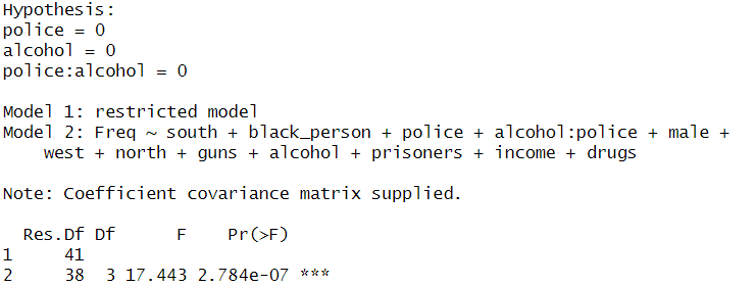 Hypothesis:
police = 0
alcohol = 0
police:alcohol = 0

Model 1: restricted model
Model 2: Freq ~ south + black_person + police + alcohol:police + male +
    west + north + guns + alcohol + prisoners + income + drugs

Note: Coefficient covariance matrix supplied.

  Res.Df Df      F    Pr(>F)
1     41
2     38  3 17.443 2.784e-07 ***